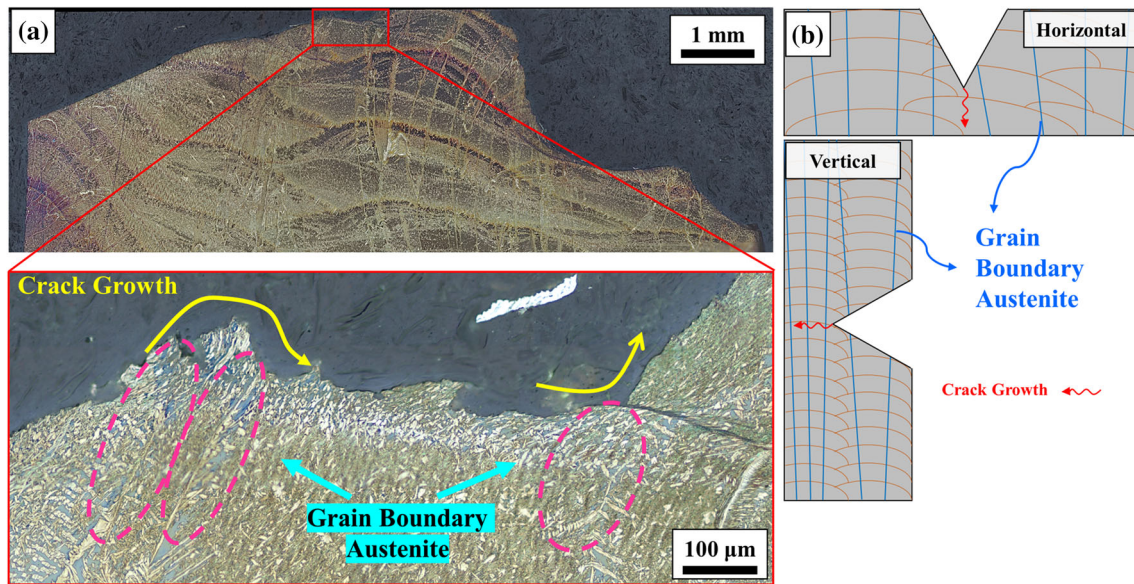 (a)
1 mm
Crack Growth
Grain Boundary
Austenite
100 μm
(b)
Horizontal
Vertical
Grain
Boundary
Austenite
Crack Growth